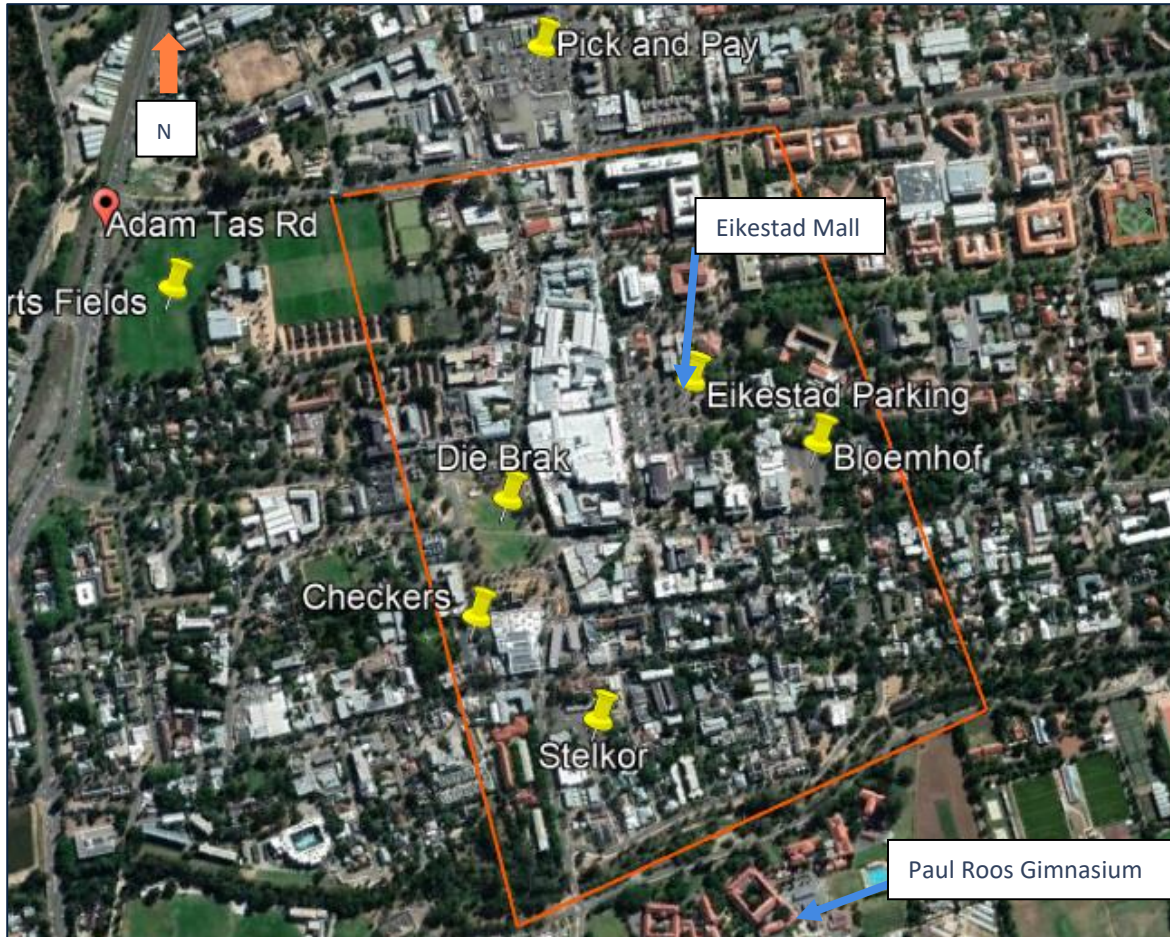 Pick and Pay
N
Adam Tas Rd
Eikestad Mall
rts Fields
Eikestad Parking
Die Brak
Bloemhof
Checkers
Stelkor
Paul Roos Gimnasium